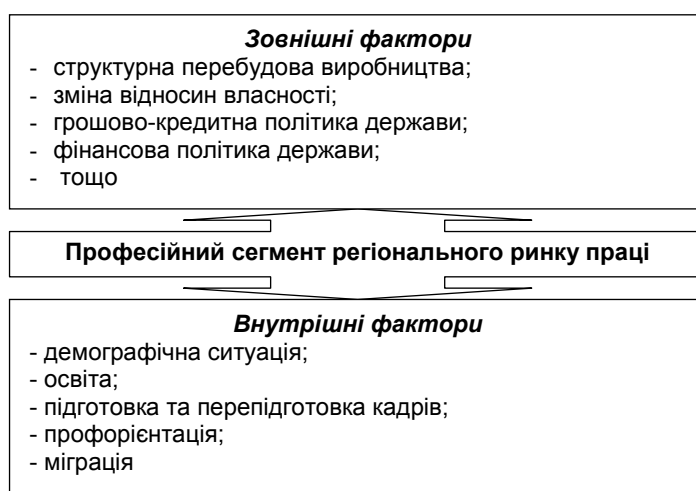 Зовнішні фактори
- структурна перебудова виробництва;
- зміна відносин власності;
- грошово-кредитна політика держави;
- фінансова політика держави;
- тощо
Професійний сегмент регіонального ринку праці
Внутрішні фактори
- демографічна ситуація;
- освіта;
- підготовка та перепідготовка кадрів;
- профорієнтація;
- міграція